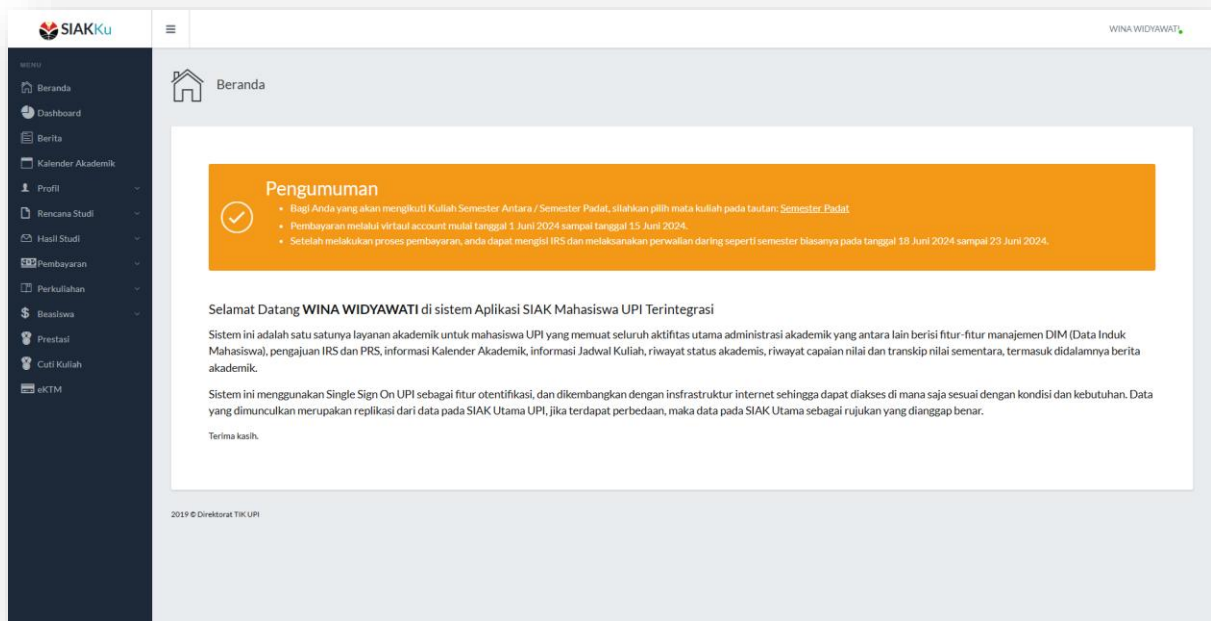 SIAKKu
WINA WIDYAWATI
MENU
Beranda
Dashboard
Berita
Kalender Akademik
Profil
Rencana Studi
Hasil Studi
Pembayaran
Perkuliahan
Beasiswa
Prestasi
Cuti Kuliah
eKTM
Beranda
Pengumuman
• Bagi Anda yang akan mengikuti Kuliah Semester Antara / Semester Padat, silahkan pilih mata kuliah pada tautan: Semester Padat
• Pembayaran melalui virtaul account mulai tanggal 1 Juni 2024 sampai tanggal 15 Juni 2024.
• Setelah melakukan proses pembayaran, anda dapat mengisi IRS dan melaksanakan perwalian daring seperti semester biasanya pada tanggal 18 Juni 2024 sampai 23 Juni 2024.
Selamat Datang WINA WIDYAWATI di sistem Aplikasi SIAK Mahasiswa UPI Terintegrasi
Sistem ini adalah satu satunya layanan akademik untuk mahasiswa UPI yang memuat seluruh aktifitas utama administrasi akademik yang antara lain berisi fitur-fitur manajemen DIM (Data Induk
Mahasiswa), pengajuan IRS dan PRS, informasi Kalender Akademik, informasi Jadwal Kuliah, riwayat status akademis, riwayat capaian nilai dan transkip nilai sementara, termasuk didalamnya berita
akademik.
Sistem ini menggunakan Single Sign On UPI sebagai fitur otentifikasi, dan dikembangkan dengan insfrastruktur internet sehingga dapat diakses di mana saja sesuai dengan kondisi dan kebutuhan. Data
yang dimunculkan merupakan replikasi dari data pada SIAK Utama UPI, jika terdapat perbedaan, maka data pada SIAK Utama sebagai rujukan yang dianggap benar.
Terima kasih.
2019 © Direktorat TIK UPI